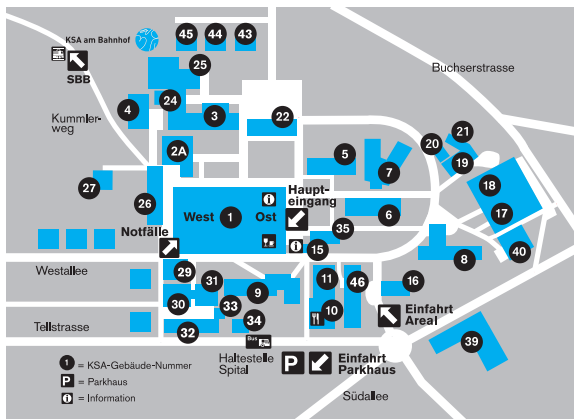 KSA am Bahnhof
45
44
43
SBB
25
Buchserstrasse
24
4
3
22
Kummler-
weg
2A
5
7
20
21
19
18
17
27
26
Haupt-
eingang
West
1
Ost
i
6
35
Notfälle
i
15
8
40
Westallee
29
31
9
11
46
16
30
33
10
Einfahrt
Areal
Tellstrasse
32
34
39
Bus
1 = KSA-Gebäude-Nummer
P = Parkhaus
i = Information
Haltestelle
Spital
P
Einfahrt
Parkhaus
Südallee